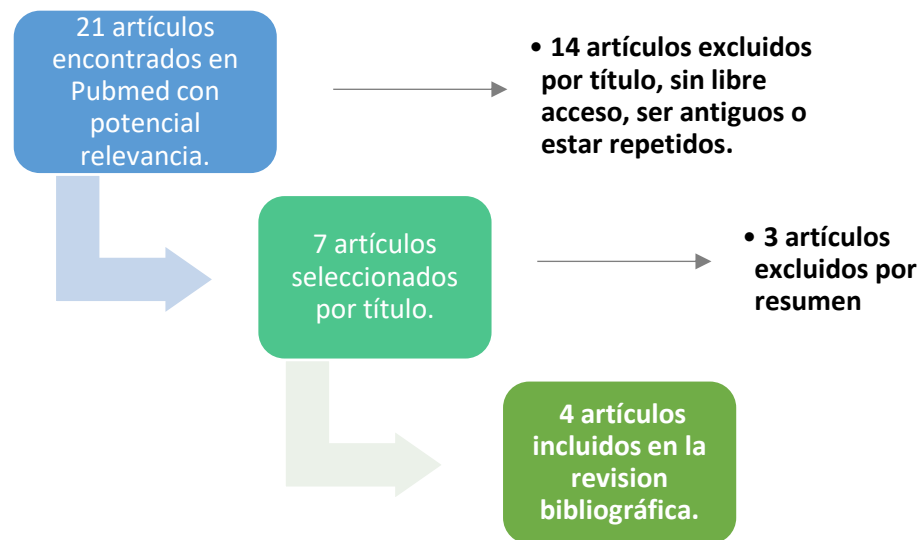 21 artículos
encontrados en
Pubmed con
potencial
relevancia.
• 14 artículos excluidos
por título, sin libre
acceso, ser antiguos o
estar repetidos.
7 artículos
seleccionados
por título.
• 3 artículos
excluidos por
resumen
4 artículos
incluidos en la
revision
bibliográfica.